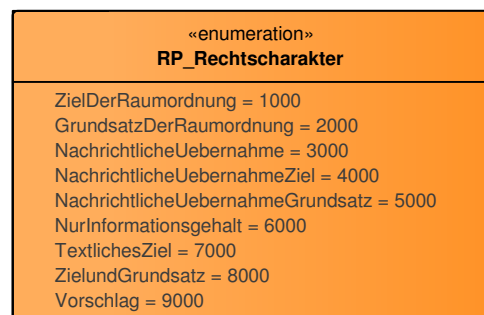 «enumeration»
RP_Rechtscharakter
ZielDerRaumordnung = 1000
GrundsatzDerRaumordnung = 2000
NachrichtlicheUebernahme = 3000
NachrichtlicheUebernahmeZiel = 4000
NachrichtlicheUebernahmeGrundsatz = 5000
NurInformationsgehalt = 6000
TextlichesZiel = 7000
ZielundGrundsatz = 8000
Vorschlag = 9000